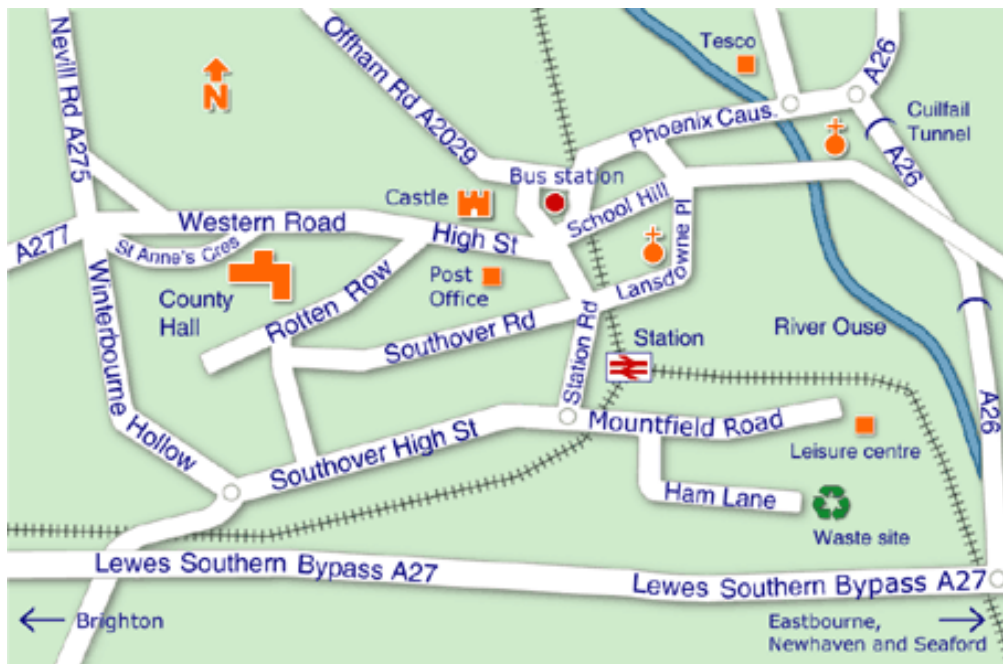 Nevill Rd A275
Offham Rd A2029
Tesco
A26
N
Phoenix Caus.
Cuilfail
Tunnel
A26
Bus station
Castle
School Hill
Western Road
High St
A277
St Anne's Cres
Lansdowne Pl
County
Hall
Post
Office
Rotten Row
Winterbourne
Hollow
Southover Rd
Station Rd
Station
River Ouse
A26
Mountfield Road
Southover High St
Leisure centre
Ham Lane
Waste site
Lewes Southern Bypass A27
Lewes Southern Bypass A27
Brighton
Eastbourne,
Newhaven and Seaford